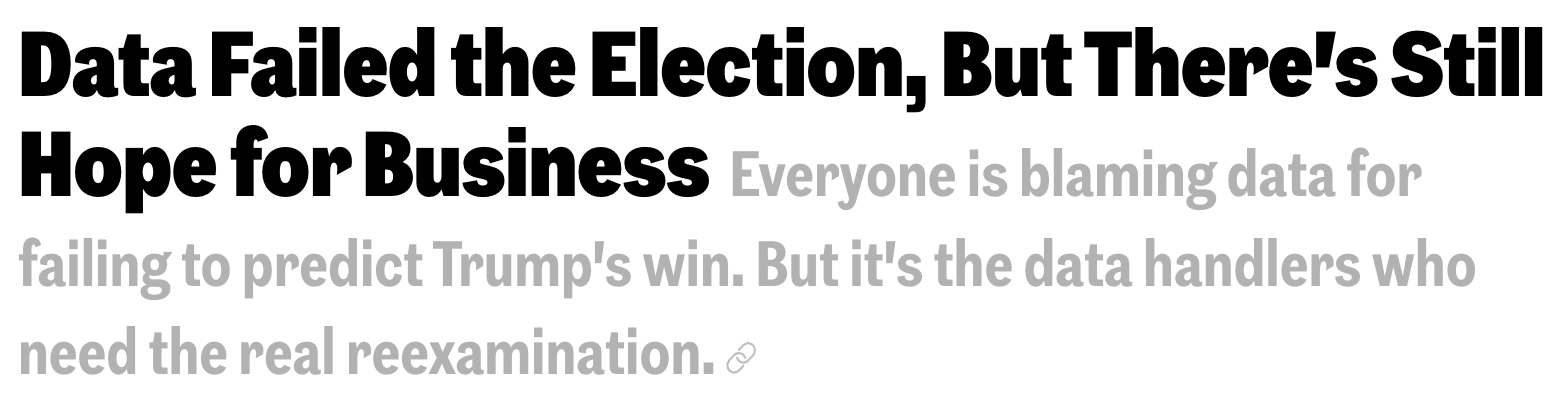 Data Failed the Election, But There's Still
Hope for Business Everyone is blaming data for
failing to predict Trump's win. But it's the data handlers who
need the real reexamination.